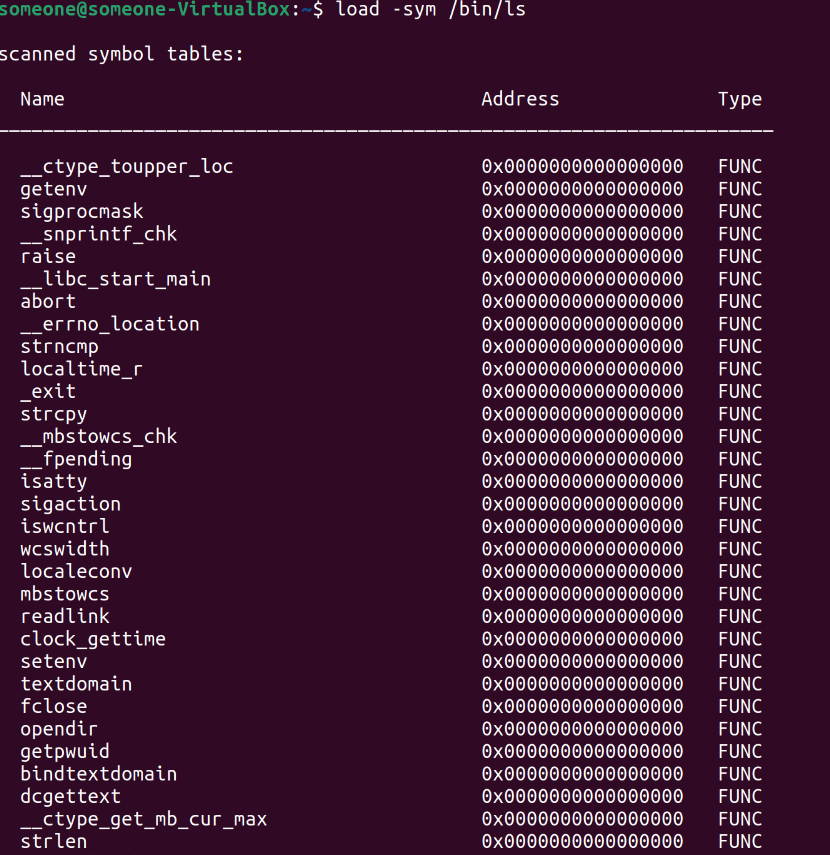 someone@someone-VirtualBox:~$ load -sym /bin/ls
scanned symbol tables:
Name Address Type
__ctype_toupper_loc 0x0000000000000000 FUNC
getenv 0x0000000000000000 FUNC
sigprocmask 0x0000000000000000 FUNC
__snprintf_chk 0x0000000000000000 FUNC
raise 0x0000000000000000 FUNC
__libc_start_main 0x0000000000000000 FUNC
abort 0x0000000000000000 FUNC
__errno_location 0x0000000000000000 FUNC
strncmp 0x0000000000000000 FUNC
localtime_r 0x0000000000000000 FUNC
_exit 0x0000000000000000 FUNC
strcpy 0x0000000000000000 FUNC
__mbstowcs_chk 0x0000000000000000 FUNC
__fpending 0x0000000000000000 FUNC
isatty 0x0000000000000000 FUNC
sigaction 0x0000000000000000 FUNC
iswcntrl 0x0000000000000000 FUNC
wcswidth 0x0000000000000000 FUNC
localeconv 0x0000000000000000 FUNC
mbstowcs 0x0000000000000000 FUNC
readlink 0x0000000000000000 FUNC
clock_gettime 0x0000000000000000 FUNC
setenv 0x0000000000000000 FUNC
textdomain 0x0000000000000000 FUNC
fclose 0x0000000000000000 FUNC
opendir 0x0000000000000000 FUNC
getpwuid 0x0000000000000000 FUNC
bindtextdomain 0x0000000000000000 FUNC
dcgettext 0x0000000000000000 FUNC
__ctype_get_mb_cur_max 0x0000000000000000 FUNC
strlen 0x0000000000000000 FUNC